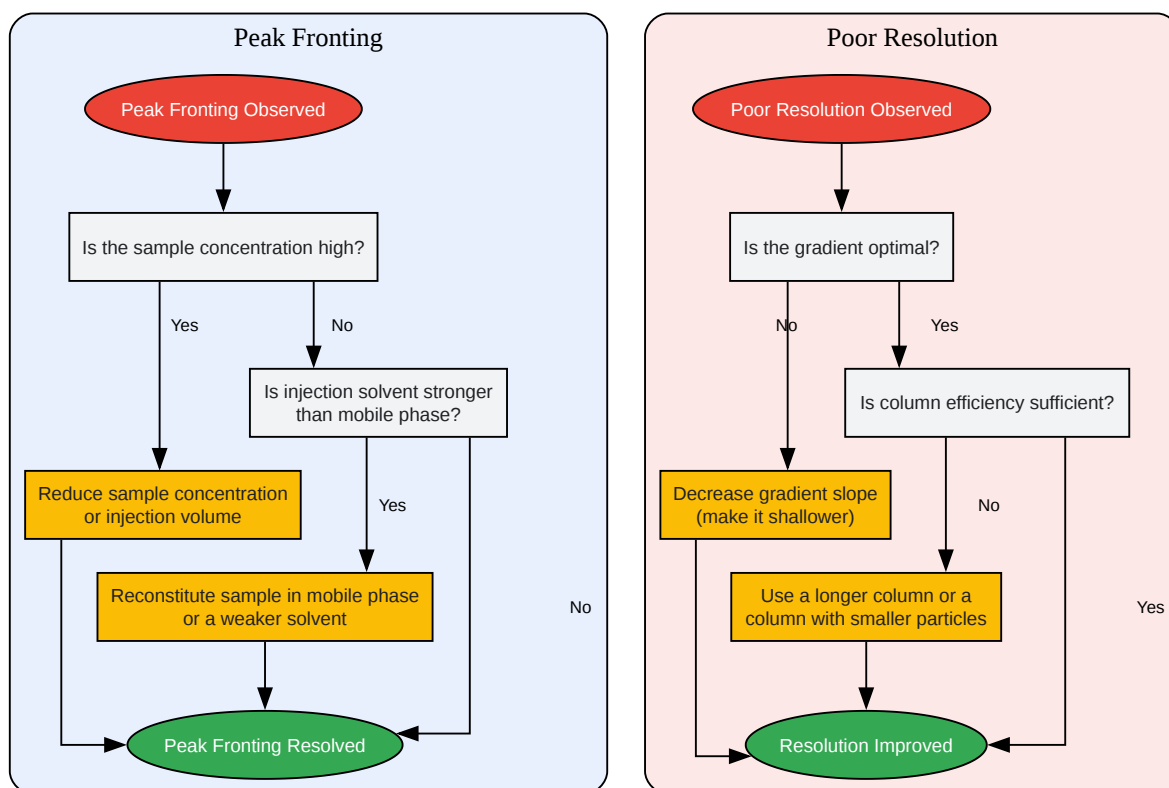 Peak Fronting
Peak Fronting Observed
Is the sample concentration high?
Yes
No
Is injection solvent stronger
than mobile phase?
Reduce sample concentration
or injection volume
Yes
Reconstitute sample in mobile phase
or a weaker solvent
No
Peak Fronting Resolved
Poor Resolution
Poor Resolution Observed
Is the gradient optimal?
No
Yes
Is column efficiency sufficient?
Decrease gradient slope
(make it shallower)
No
Use a longer column or a
column with smaller particles
Yes
Resolution Improved